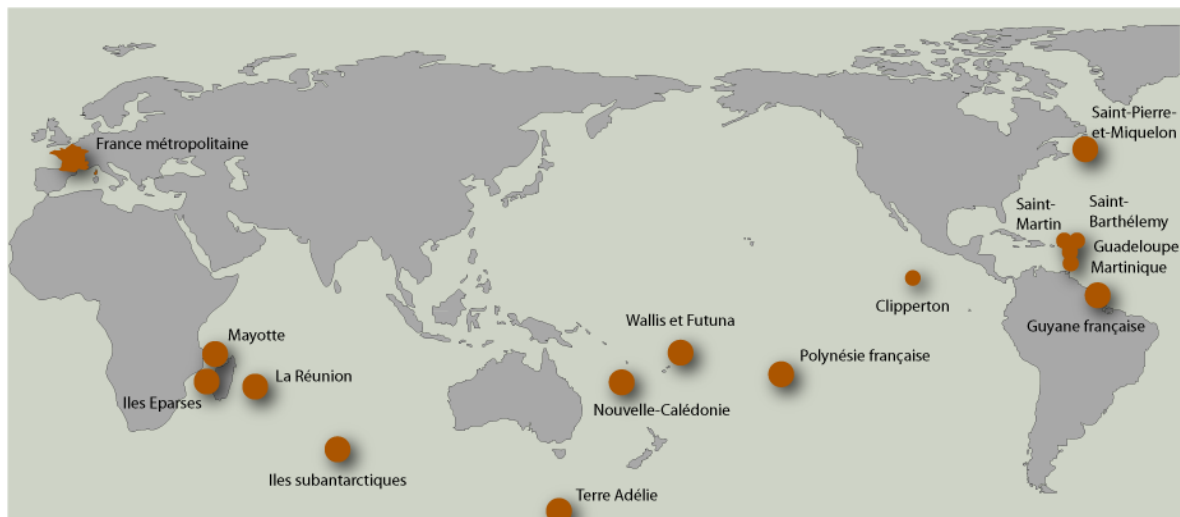 Saint-Pierre-
et-Miquelon
France métropolitaine
Saint-
Martin
Saint-
Barthélemy
Guadeloupe
Martinique
Clipperton
Guyane française
Wallis et Futuna
Mayotte
Polynésie française
La Réunion
Iles Eparses
Nouvelle-Calédonie
Iles subantarctiques
Terre Adélie